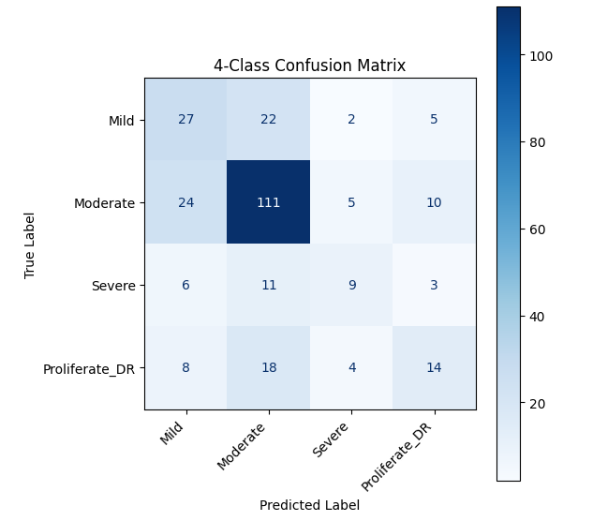 4-Class Confusion Matrix
True Label
Mild 27 22 2 5
Moderate 24 111 5 10
Severe 6 11 9 3
Proliferate_DR 8 18 4 14
Mild Moderate Severe Proliferate_DR
Predicted Label
100
80
60
40
20